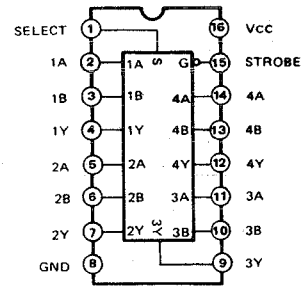 SELECT 1 16 Vcc
2 1A S G 15 STROBE
1A
1B 3 1B 4A 14 4A
1Y 4 1Y 4B 13 4B
2A 5 2A 4Y 12 4Y
2B 6 2B 3A 11 3A
2Y 7 2Y 3Y 3B 10 3B
GND 8 9 3Y